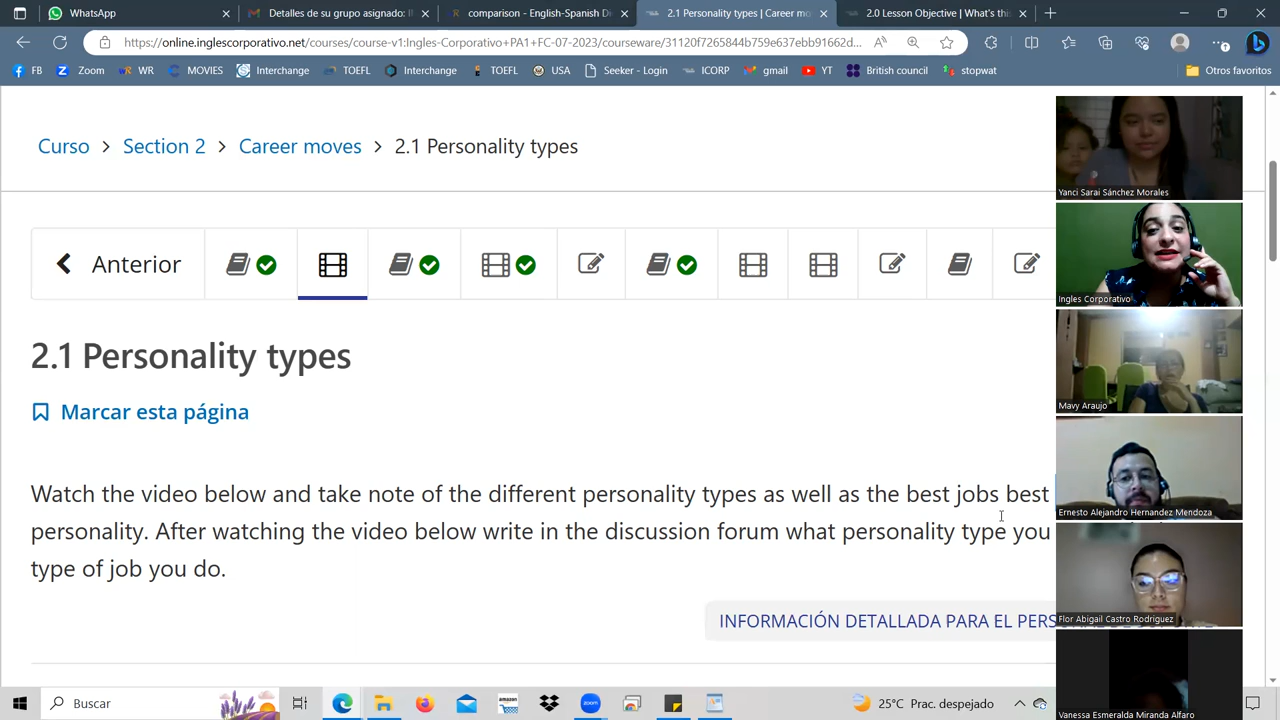 WhatsApp
Detalles de su grupo asignado: I
comparison - English-Spanish Di
2.1 Personality types | Career mo
2.0 Lesson Objective | What's thi
https://online.inglescorporativo.net/courses/course-v1:Ingles-Corporativo+PA1+FC-07-2023/courseware/31120f7265844b759e637ebb91662d...
FB
Zoom
WR
MOVIES
Interchange
TOEFL
Interchange
TOEFL
USA
Seeker - Login
ICORP
gmail
YT
British council
stopwat
Otros favoritos
Curso > Section 2 > Career moves > 2.1 Personality types
Anterior
2.1 Personality types
Marcar esta página
Watch the video below and take note of the different personality types as well as the best jobs best
personality. After watching the video below write in the discussion forum what personality type you
type of job you do.
INFORMACIÓN DETALLADA PARA EL PERS
Yanci Sarai Sánchez Morales
Ingles Corporativo
Mavy Araujo
Ernesto Alejandro Hernandez Mendoza
Flor Abigail Castro Rodriguez
Vanessa Esmeralda Miranda Alfaro
Buscar
amazon
zoom
25°C Prac. despejado